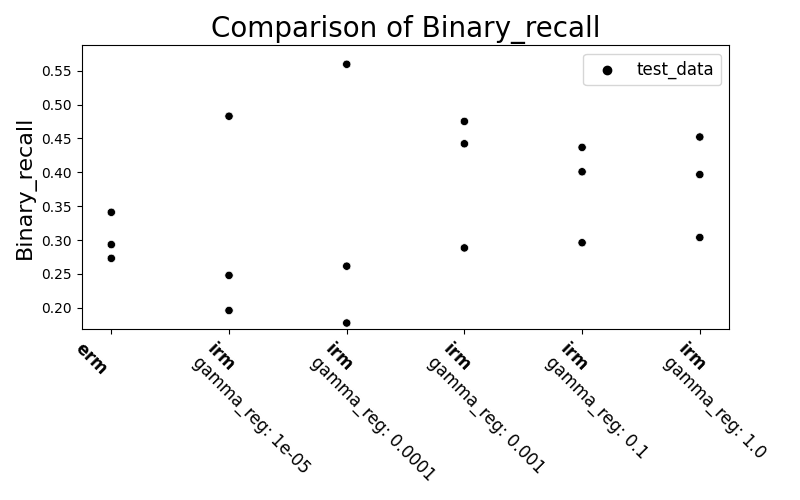 Comparison of Binary_recall
test_data
Binary_recall
0.55
0.50
0.45
0.40
0.35
0.30
0.25
0.20
erm
irm
gamma_reg: 1e-05
irm
gamma_reg: 0.0001
irm
gamma_reg: 0.001
irm
gamma_reg: 0.1
irm
gamma_reg: 1.0